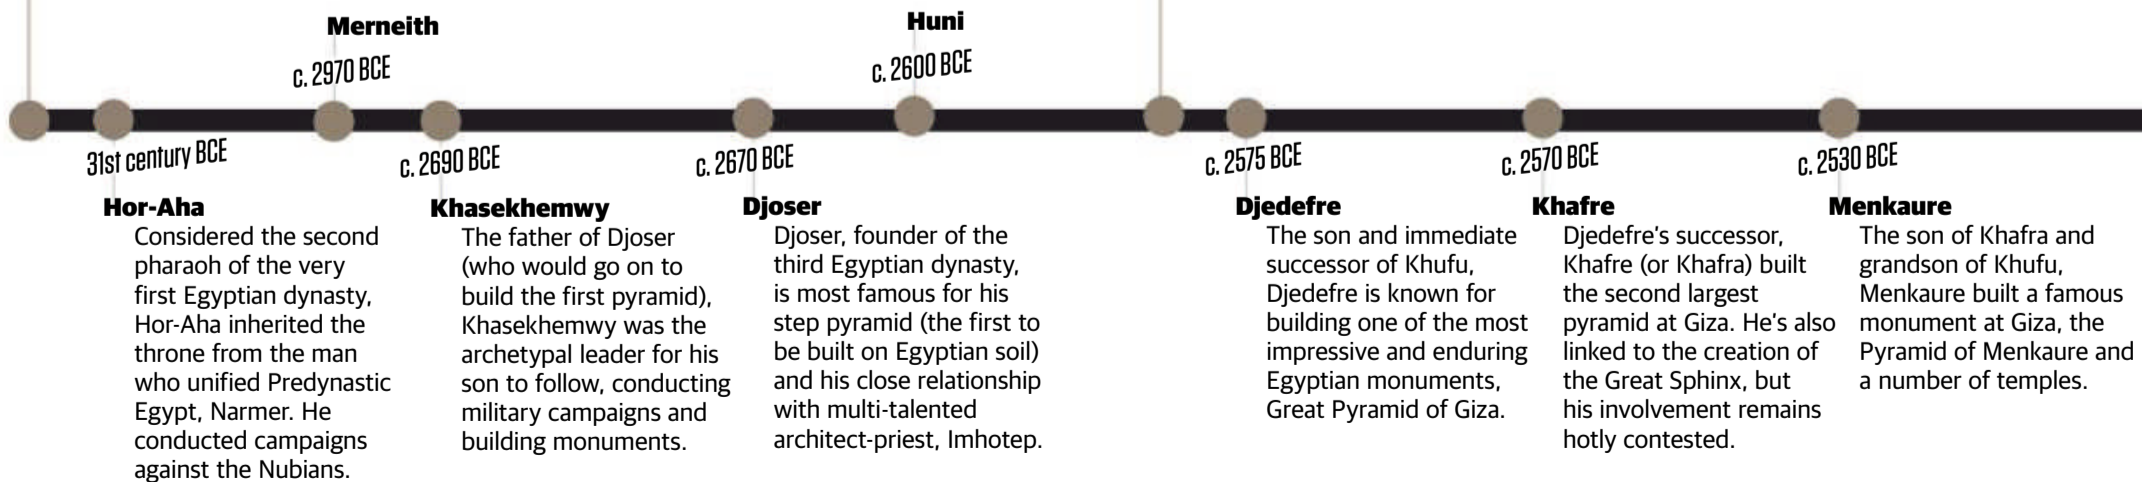 Merneith
c. 2970 BCE
Huni
c. 2600 BCE
31st century BCE
Hor-Aha
Considered the second
pharaoh of the very
first Egyptian dynasty,
Hor-Aha inherited the
throne from the man
who unified Predynastic
Egypt, Narmer. He
conducted campaigns
against the Nubians.
c. 2690 BCE
Khasekhemwy
The father of Djoser
(who would go on to
build the first pyramid),
Khasekhemwy was the
archetypal leader for his
son to follow, conducting
military campaigns and
building monuments.
c. 2670 BCE
Djoser
Djoser, founder of the
third Egyptian dynasty,
is most famous for his
step pyramid (the first to
be built on Egyptian soil)
and his close relationship
with multi-talented
architect-priest, Imhotep.
c. 2575 BCE
Djedefre
The son and immediate
successor of Khufu,
Djedefre is known for
building one of the most
impressive and enduring
Egyptian monuments,
Great Pyramid of Giza.
c. 2570 BCE
Khafre
Djedefre's successor,
Khafre (or Khafra) built
the second largest
pyramid at Giza. He's also
linked to the creation of
the Great Sphinx, but
his involvement remains
hotly contested.
c. 2530 BCE
Menkaure
The son of Khafra and
grandson of Khufu,
Menkaure built a famous
monument at Giza, the
Pyramid of Menkaure and
a number of temples.